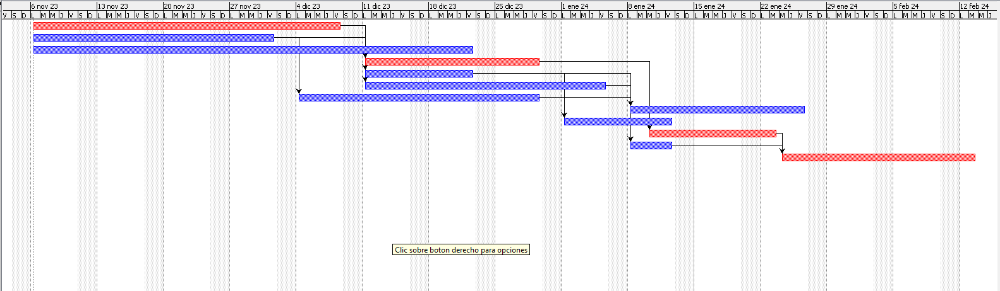 6 nov 23 13 nov 23 20 nov 23 27 nov 23 4 dic 23 11 dic 23 18 dic 23 25 dic 23 1 ene 24 8 ene 24 15 ene 24 22 ene 24 29 ene 24 5 feb 24 12 feb 24
V S D L M M J V S D L M M J V S D L M M J V S D L M M J V S D L M M J V S D L M M J V S D L M M J V S D L M M J V S D L M M J V S D L M M J V S D L M M J V S D L M M J V S D L M M J V S D L M M J V S D L M M J V S D L M M J
Clic sobre boton derecho para opciones